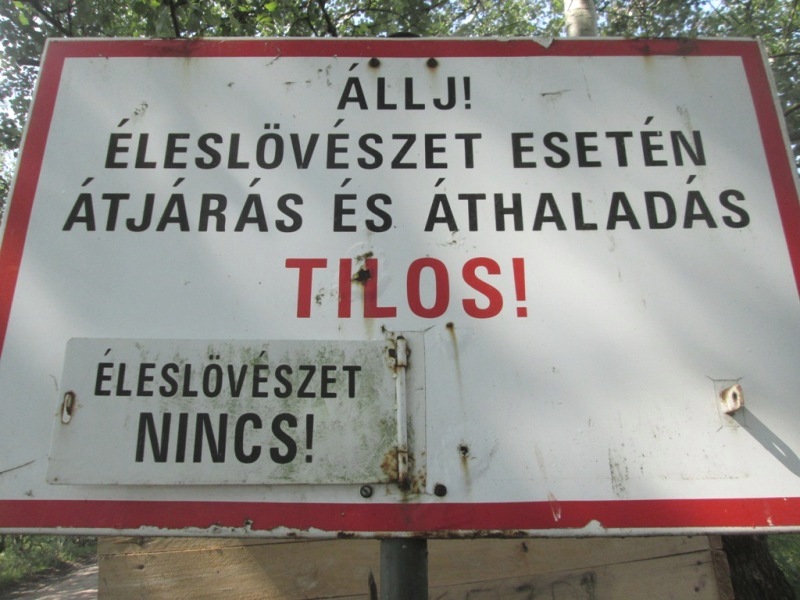 ÁLLJ!
ÉLESLÖVÉSZET ESETÉN
ÁTJÁRÁS ÉS ÁTHALADÁS
TILOS!
ÉLESLÖVÉSZET
NINCS!